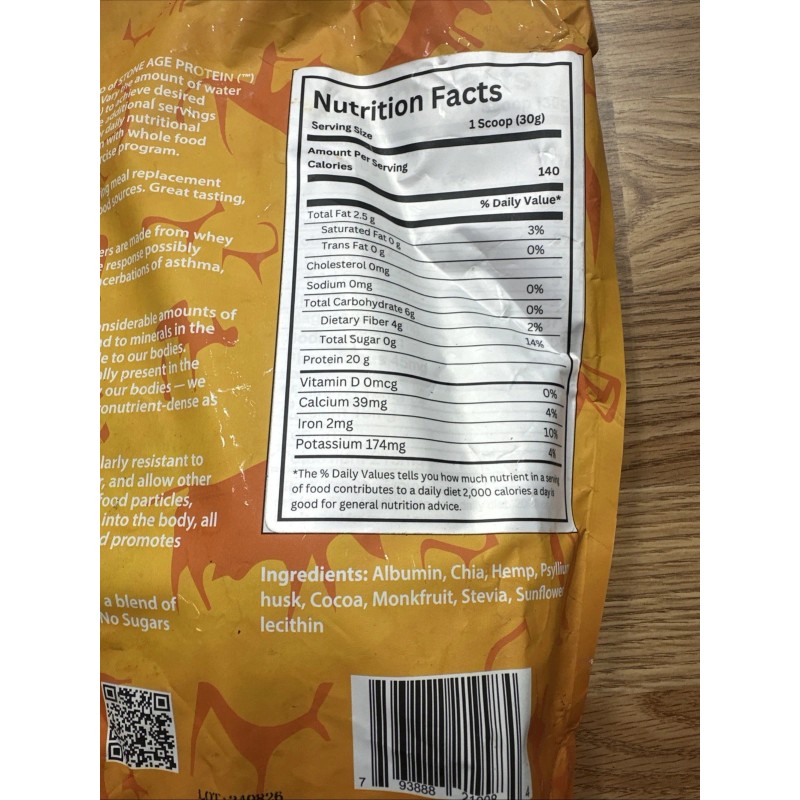 of STONE AGE PROTEIN (™)
Vary the amount of water
to achieve desired
additional servings
daily nutritional
with whole food
program.
meal replacement
sources. Great tasting,
are made from whey
response possibly
of asthma,
amounts of
to minerals in the
to our bodies.
present in the
our bodies — we
as
resistant to
and allow other
food particles,
into the body, all
promotes
a blend of
No Sugars
Nutrition Facts
Serving Size 1 Scoop (30g)
Amount Per Serving
Calories 140
% Daily Value*
Total Fat 2.5 g 3%
Saturated Fat 0 g 0%
Trans Fat 0 g
Cholesterol 0mg 0%
Sodium 0mg 0%
Total Carbohydrate 6g 2%
Dietary Fiber 4g 14%
Total Sugar 0g
Protein 20 g
Vitamin D 0mcg 0%
Calcium 39mg 4%
Iron 2mg 10%
Potassium 174mg 4%
*The % Daily Values tells you how much nutrient in a serving
of food contributes to a daily diet 2,000 calories a day is
good for general nutrition advice.
Ingredients: Albumin, Chia, Hemp, Psyllium
husk, Cocoa, Monkfruit, Stevia, Sunflower
lecithin
7 93888